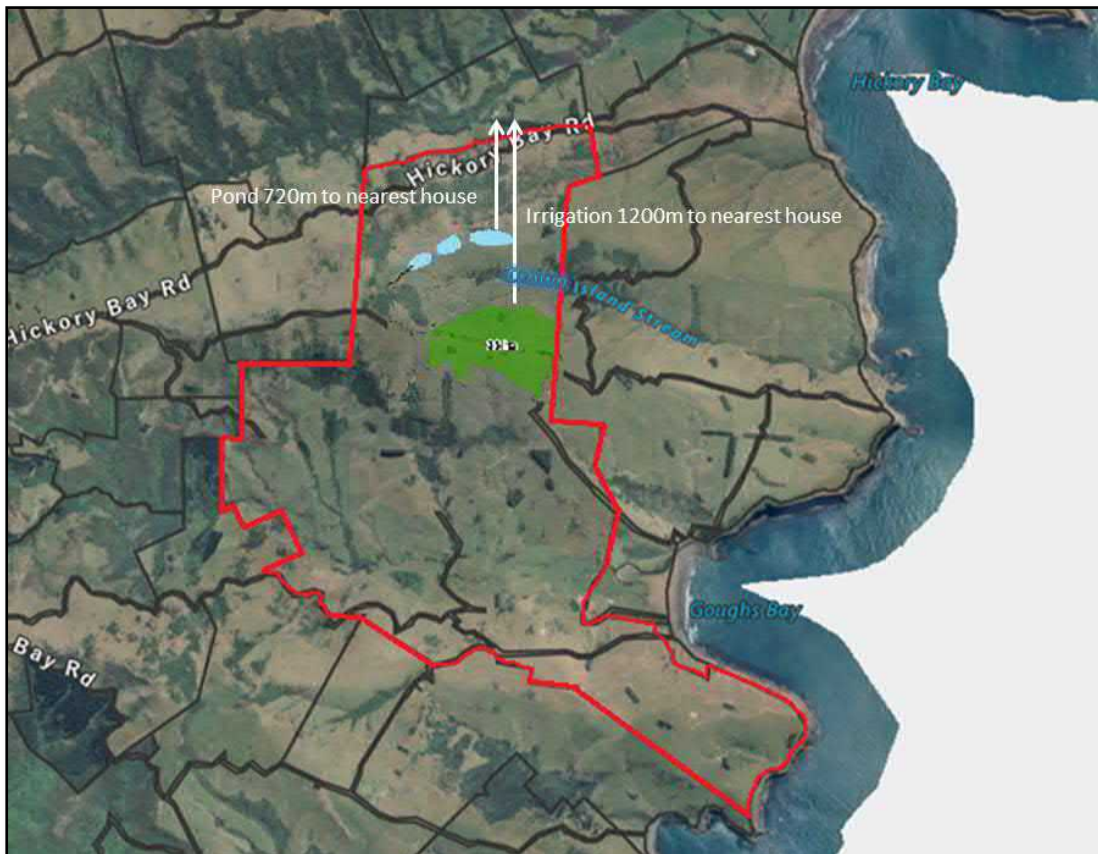 Hickory Bay
Hickory Bay Rd
Pond 720m to nearest house
Irrigation 1200m to nearest house
Island Stream
Hickory Bay Rd
Goughs Bay
Bay Rd